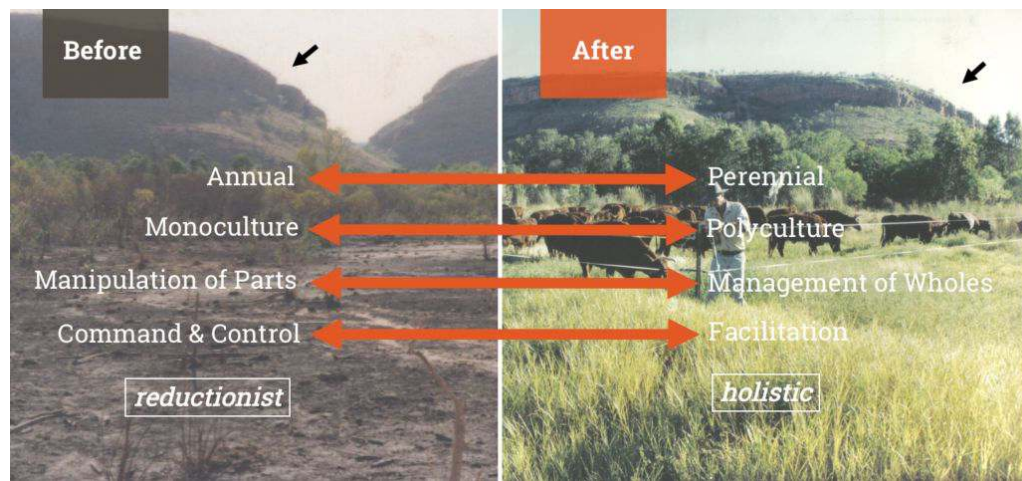 Before
After
Annual
Perennial
Monoculture
Polyculture
Manipulation of Parts
Management of Wholes
Command & Control
Facilitation
reductionist
holistic